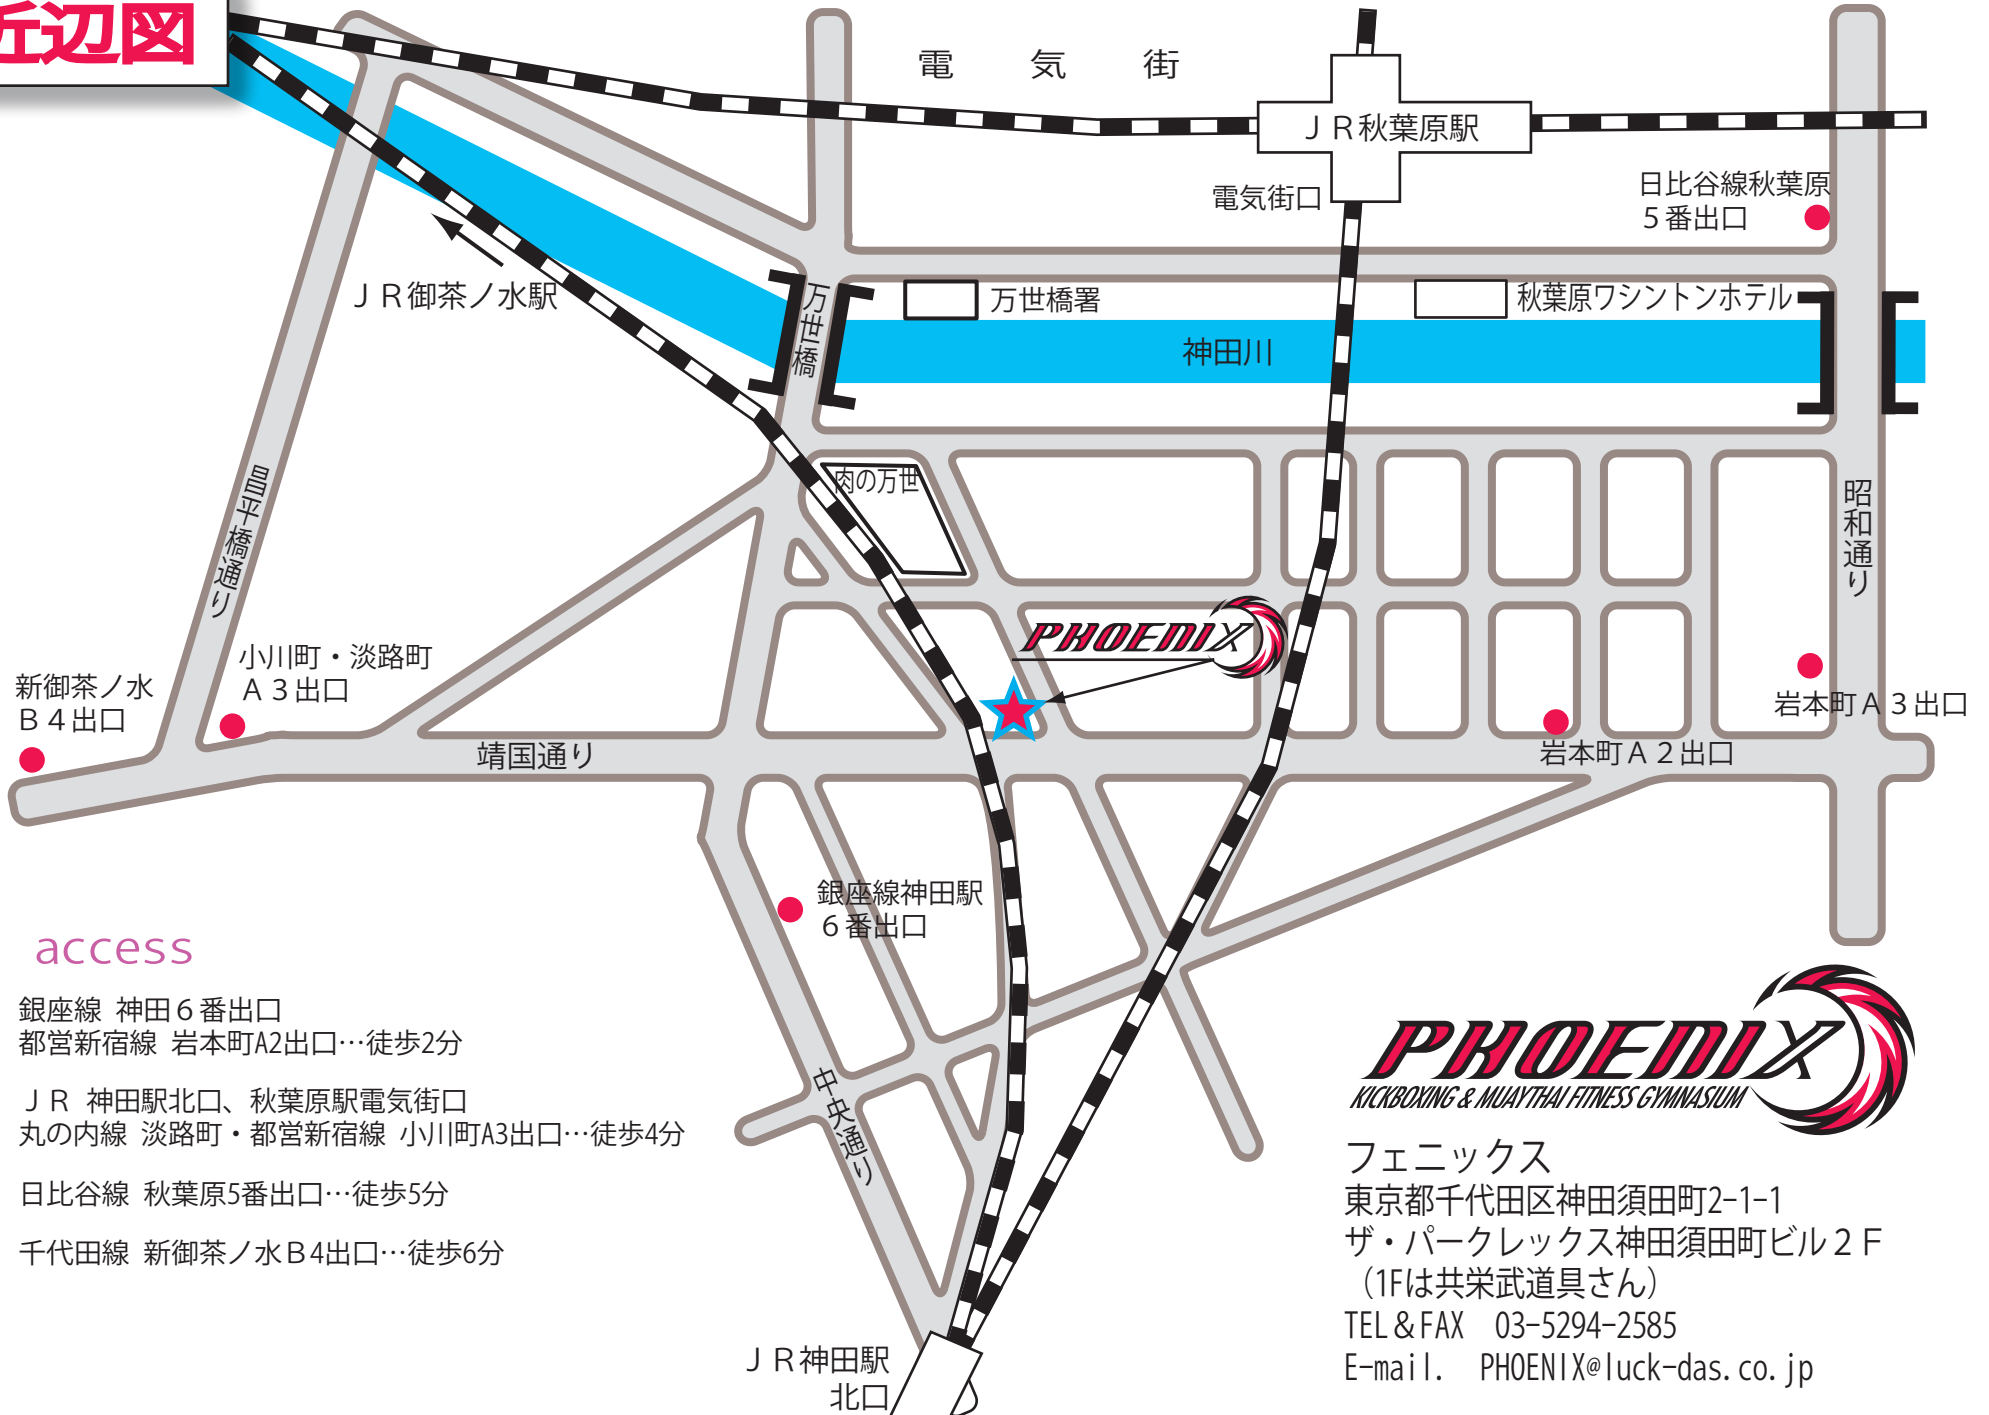 近辺図
電気街
ＪＲ秋葉原駅
電気街口
日比谷線秋葉原
５番出口
ＪＲ御茶ノ水駅
万世橋
万世橋署
秋葉原ワシントンホテル
神田川
肉の万世
昌平橋通り
昭和通り
PHOENIX
小川町・淡路町
Ａ３出口
新御茶ノ水
Ｂ４出口
岩本町Ａ３出口
岩本町Ａ２出口
靖国通り
銀座線神田駅
６番出口
中央通り
ＪＲ神田駅
北口
access
銀座線 神田６番出口
都営新宿線 岩本町A2出口…徒歩2分
ＪＲ 神田駅北口、秋葉原駅電気街口
丸の内線 淡路町・都営新宿線 小川町A3出口…徒歩4分
日比谷線 秋葉原5番出口…徒歩5分
千代田線 新御茶ノ水Ｂ4出口…徒歩6分
PHOENIX
KICKBOXING & MUAYTHAI FITNESS GYMNASIUM
フェニックス
東京都千代田区神田須田町2-1-1
ザ・パークレックス神田須田町ビル２Ｆ
（1Fは共栄武道具さん）
TEL＆FAX　03-5294-2585
E-mail.　PHOENIX@luck-das.co.jp